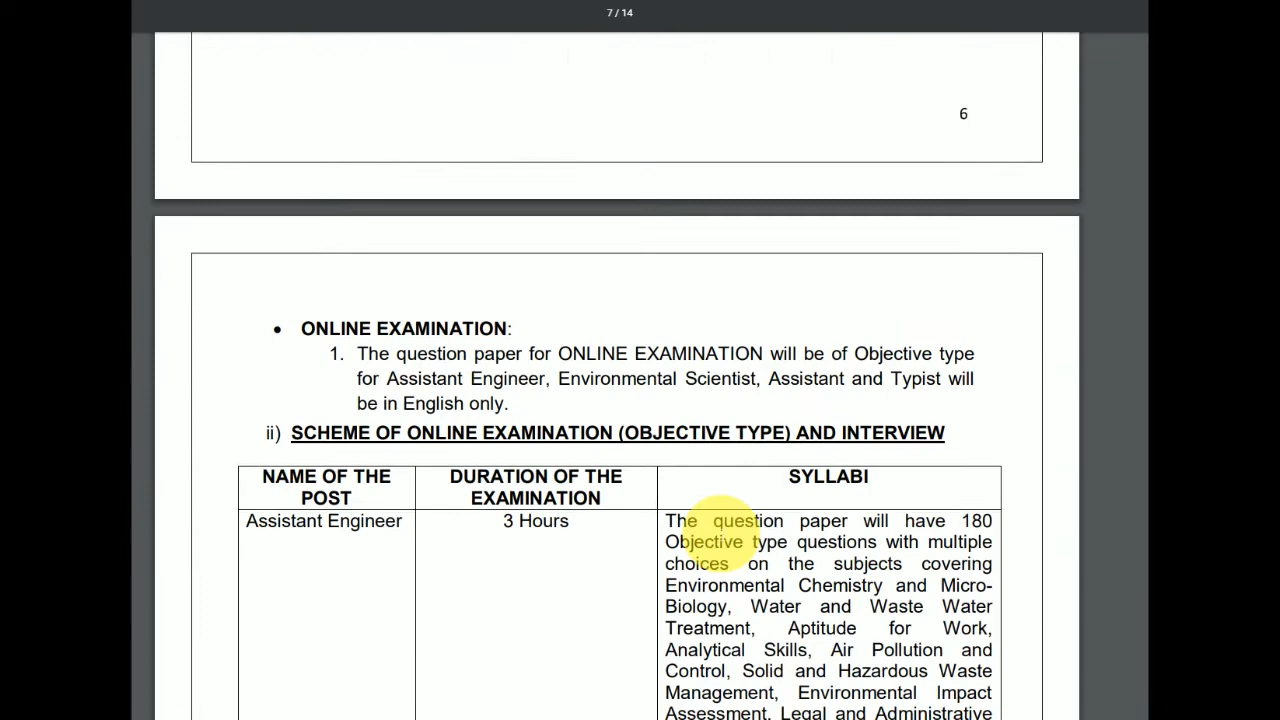 7 / 14
6
• ONLINE EXAMINATION:
1. The question paper for ONLINE EXAMINATION will be of Objective type
for Assistant Engineer, Environmental Scientist, Assistant and Typist will
be in English only.
ii) SCHEME OF ONLINE EXAMINATION (OBJECTIVE TYPE) AND INTERVIEW
NAME OF THE
POST
DURATION OF THE
EXAMINATION
SYLLABI
Assistant Engineer
3 Hours
The question paper will have 180
Objective type questions with multiple
choices on the subjects covering
Environmental Chemistry and Micro-
Biology, Water and Waste Water
Treatment, Aptitude for Work,
Analytical Skills, Air Pollution and
Control, Solid and Hazardous Waste
Management, Environmental Impact
Assessment, Legal and Administrative